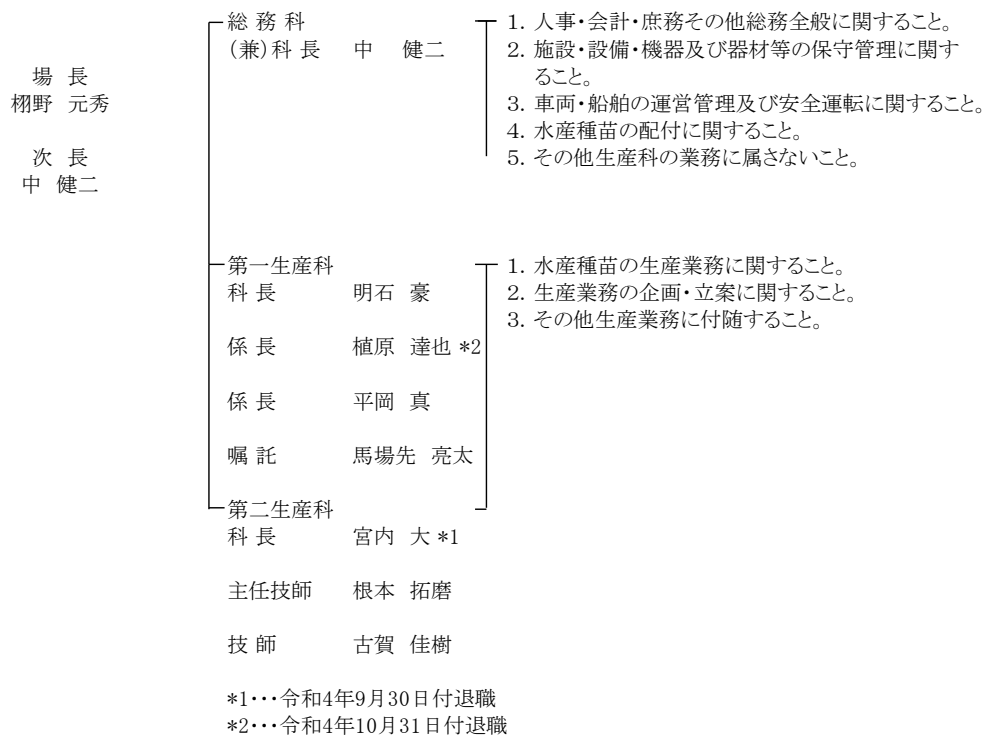 場 長
栩野 元秀
次 長
中 健二
総 務 科
(兼)科 長 中 健二
1. 人事・会計・庶務その他総務全般に関すること。
2. 施設・設備・機器及び器材等の保守管理に関す
ること。
3. 車両・船舶の運営管理及び安全運転に関すること。
4. 水産種苗の配付に関すること。
5. その他生産科の業務に属さないこと。
第一生産科
科 長 明石 豪
係 長 植原 達也 *2
係 長 平岡 真
嘱 託 馬場先 亮太
1. 水産種苗の生産業務に関すること。
2. 生産業務の企画・立案に関すること。
3. その他生産業務に付随すること。
第二生産科
科 長 宮内 大 *1
主任技師 根本 拓磨
技 師 古賀 佳樹
*1・・・令和4年9月30日付退職
*2・・・令和4年10月31日付退職